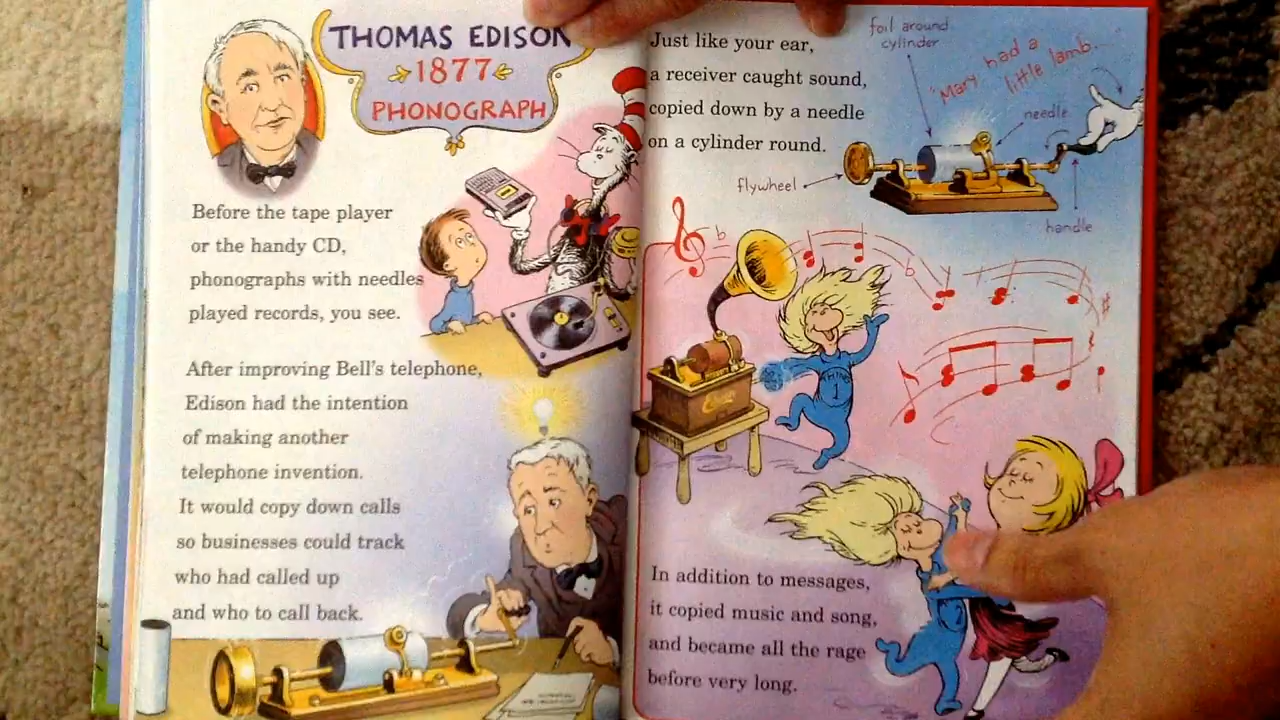 THOMAS EDISON
1877
PHONOGRAPH
Before the tape player
or the handy CD,
phonographs with needles
played records, you see.
After improving Bell's telephone,
Edison had the intention
of making another
telephone invention.
It would copy down calls
so businesses could track
who had called up
and who to call back.
Just like your ear,
a receiver caught sound,
copied down by a needle
on a cylinder round.
foil around
cylinder
"Mary had a
little lamb...."
needle
flywheel
handle
THING
1
Edison
In addition to messages,
it copied music and song,
and became all the rage
before very long.